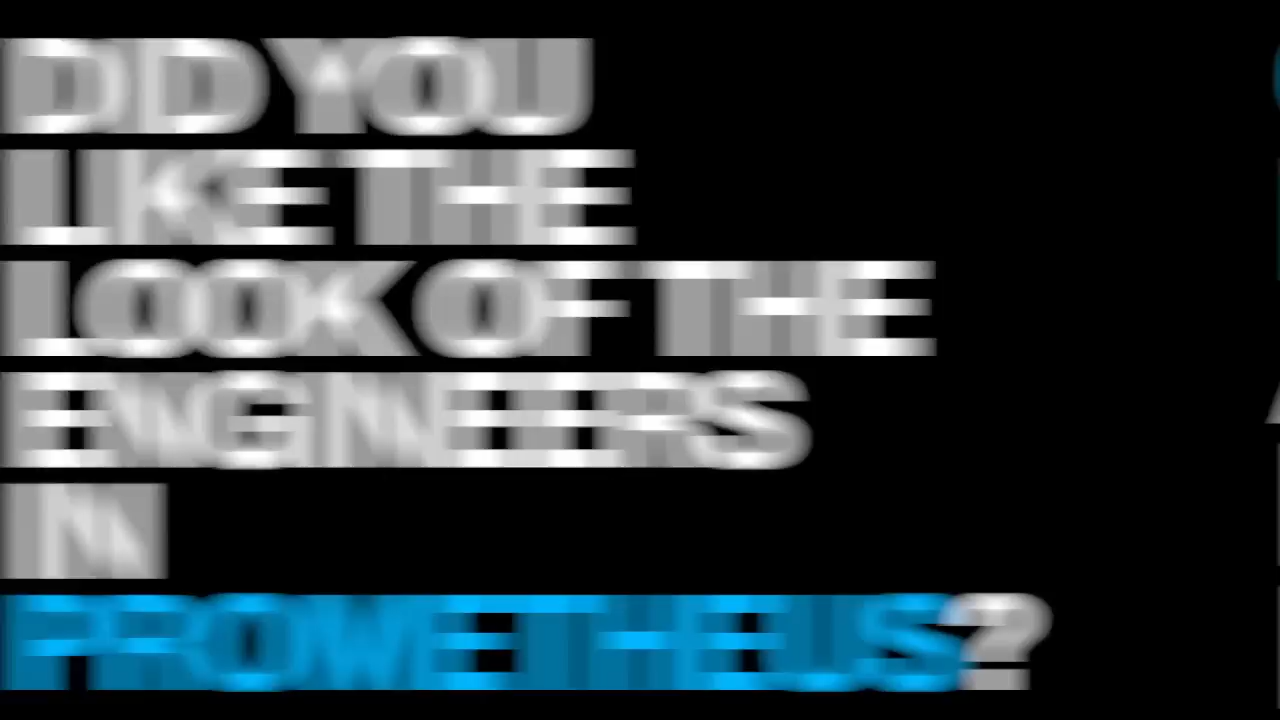 DID YOU
LIKE THE
LOOK OF THE
ENGINEERS
IN
PROMETHEUS?